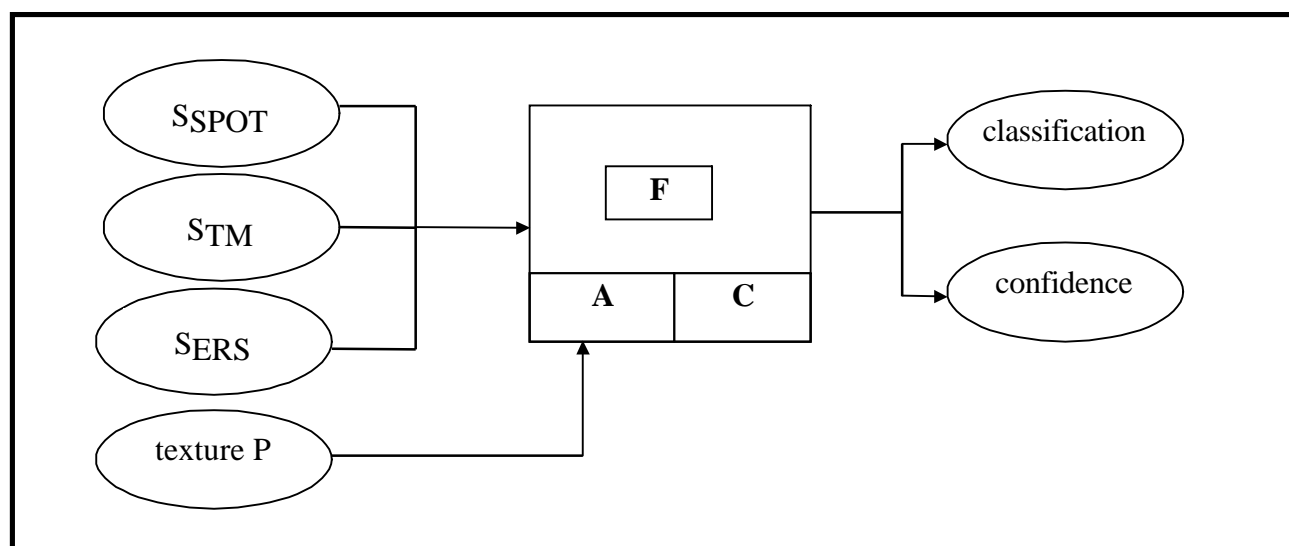 SSPOT
STM
SERS
texture P
F
A
C
classification
confidence